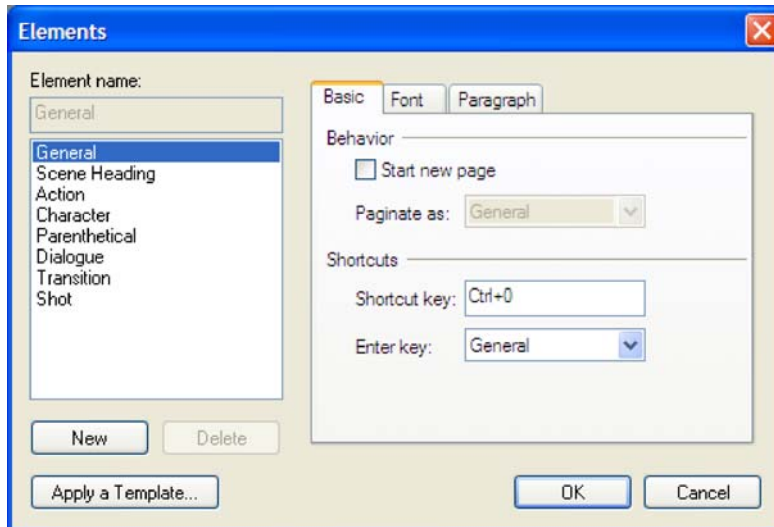 Elements
Element name:
General
General
Scene Heading
Action
Character
Parenthetical
Dialogue
Transition
Shot
New
Delete
Apply a Template...
Basic
Font
Paragraph
Behavior
Start new page
Paginate as: General
Shortcuts
Shortcut key: Ctrl+0
Enter key: General
OK
Cancel